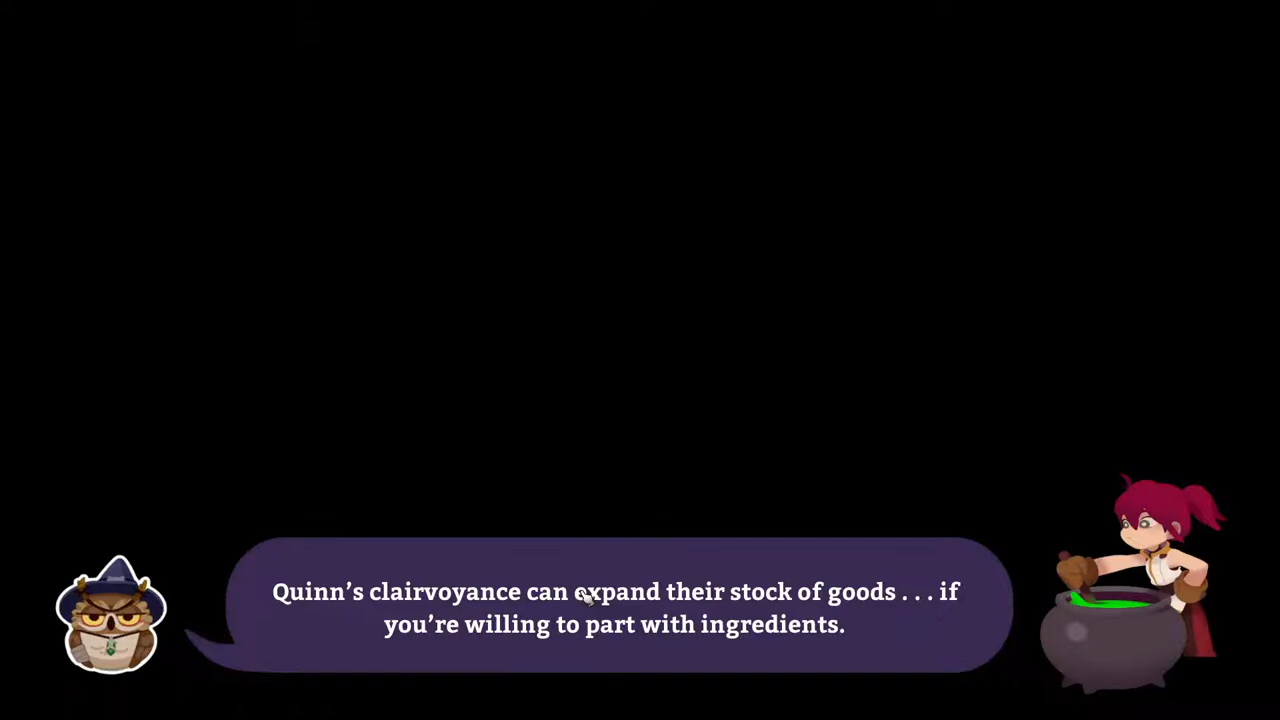 Quinn’s clairvoyance can expand their stock of goods . . . if
you’re willing to part with ingredients.